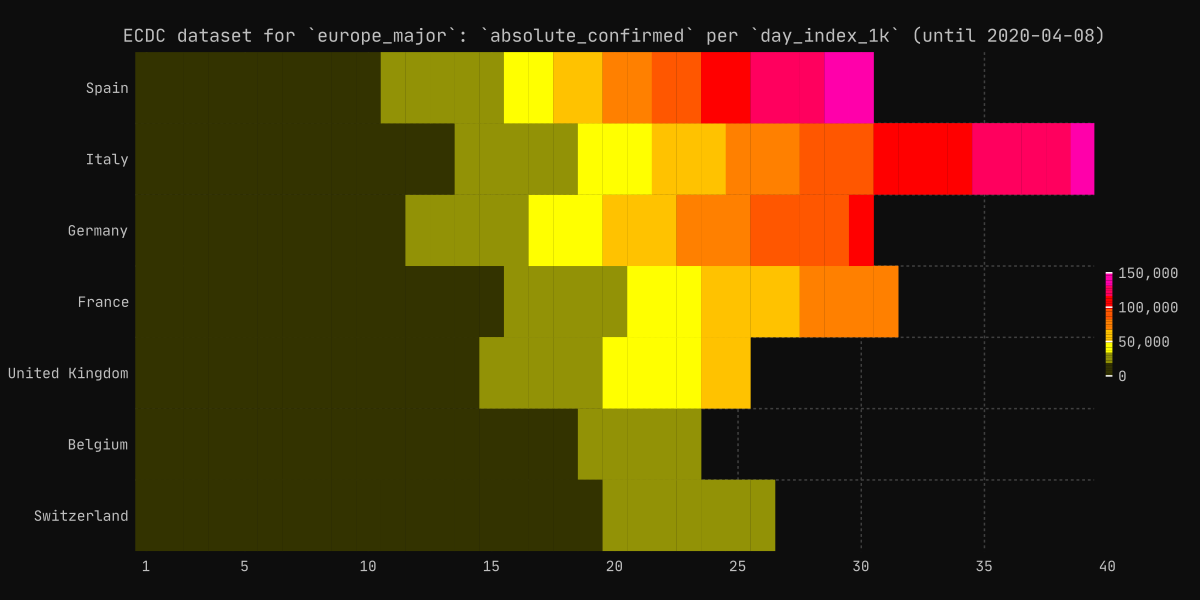 ECDC dataset for `europe_major`: `absolute_confirmed` per `day_index_1k` (until 2020-04-08)
Spain
Italy
Germany
France
United Kingdom
Belgium
Switzerland
150,000
100,000
50,000
0
1 5 10 15 20 25 30 35 40